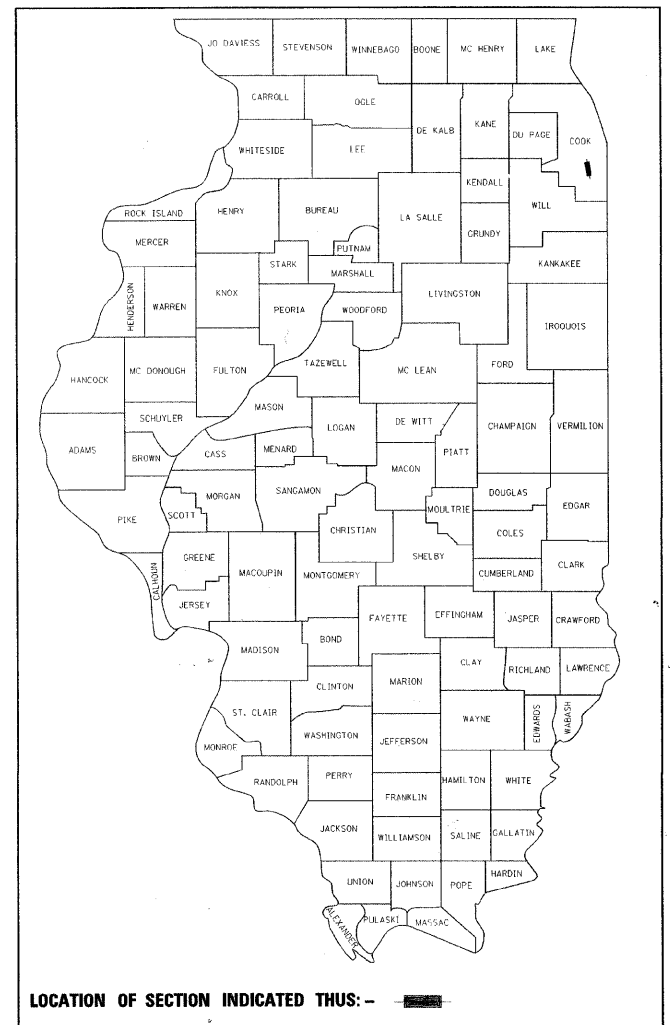 JO DAVIESS STEVENSON WINNEBAGO BOONE MC HENRY LAKE
CARROLL OGLE DE KALB KANE DU PAGE COOK
WHITESIDE LEE
KENDALL WILL
ROCK ISLAND HENRY BUREAU LA SALLE GRUNDY
MERCER PUTNAM KANKAKEE
STARK MARSHALL
HENDERSON WARREN KNOX PEORIA WOODFORD LIVINGSTON IROQUOIS
HANCOCK MC DONOUGH FULTON TAZEWELL MC LEAN FORD
SCHUYLER MASON LOGAN DE WITT CHAMPAIGN VERMILION
ADAMS BROWN CASS MENARD MACON PIATT
PIKE SCOTT MORGAN SANGAMON CHRISTIAN MOULTRIE DOUGLAS EDGAR
COLES
CALHOUN GREENE MACOUPIN MONTGOMERY SHELBY CUMBERLAND CLARK
JERSEY FAYETTE EFFINGHAM JASPER CRAWFORD
MADISON BOND CLAY RICHLAND LAWRENCE
CLINTON MARION
ST. CLAIR WAYNE EDWARDS WABASH
MONROE WASHINGTON JEFFERSON
RANDOLPH PERRY HAMILTON WHITE
FRANKLIN
JACKSON WILLIAMSON SALINE GALLATIN
UNION JOHNSON POPE HARDIN
ALEXANDER PULASKI MASSAC
LOCATION OF SECTION INDICATED THUS: –